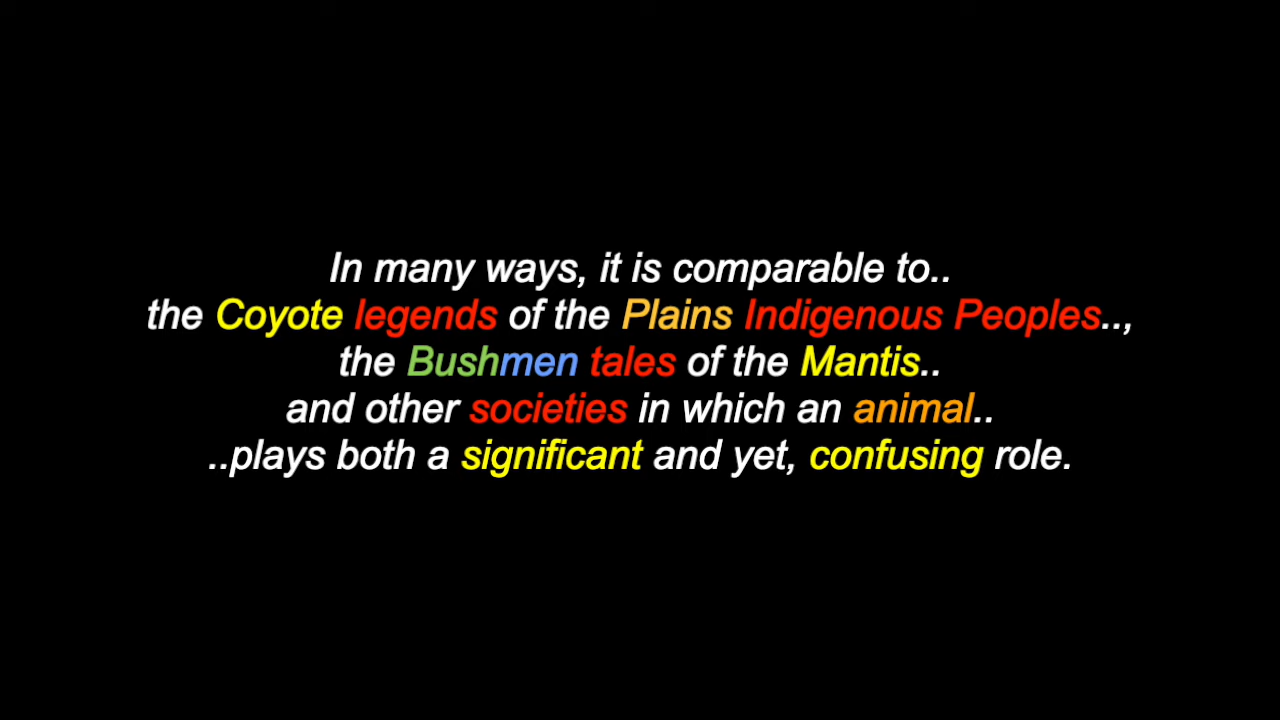 In many ways, it is comparable to..
the Coyote legends of the Plains Indigenous Peoples..,
the Bushmen tales of the Mantis..
and other societies in which an animal..
..plays both a significant and yet, confusing role.